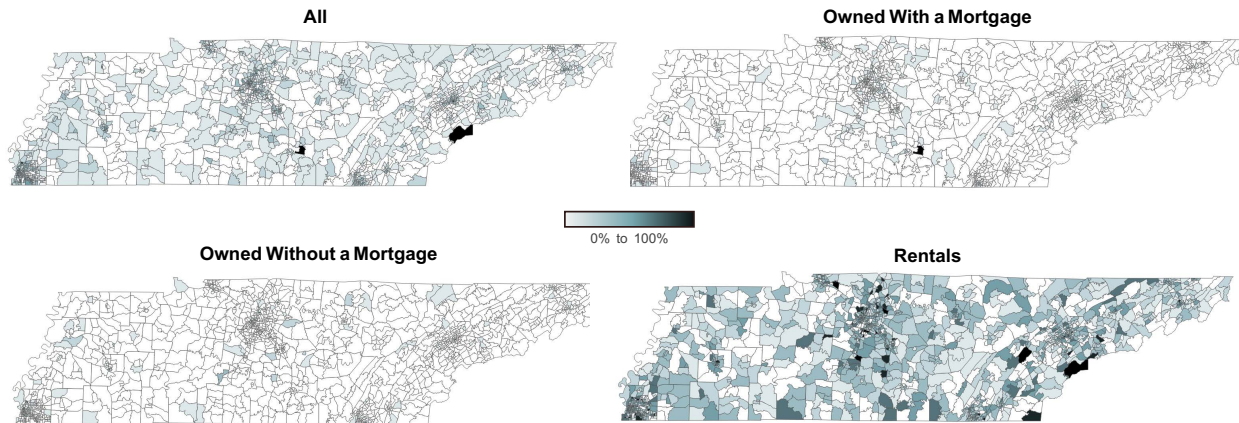 All
Owned With a Mortgage
0% to 100%
Owned Without a Mortgage
Rentals